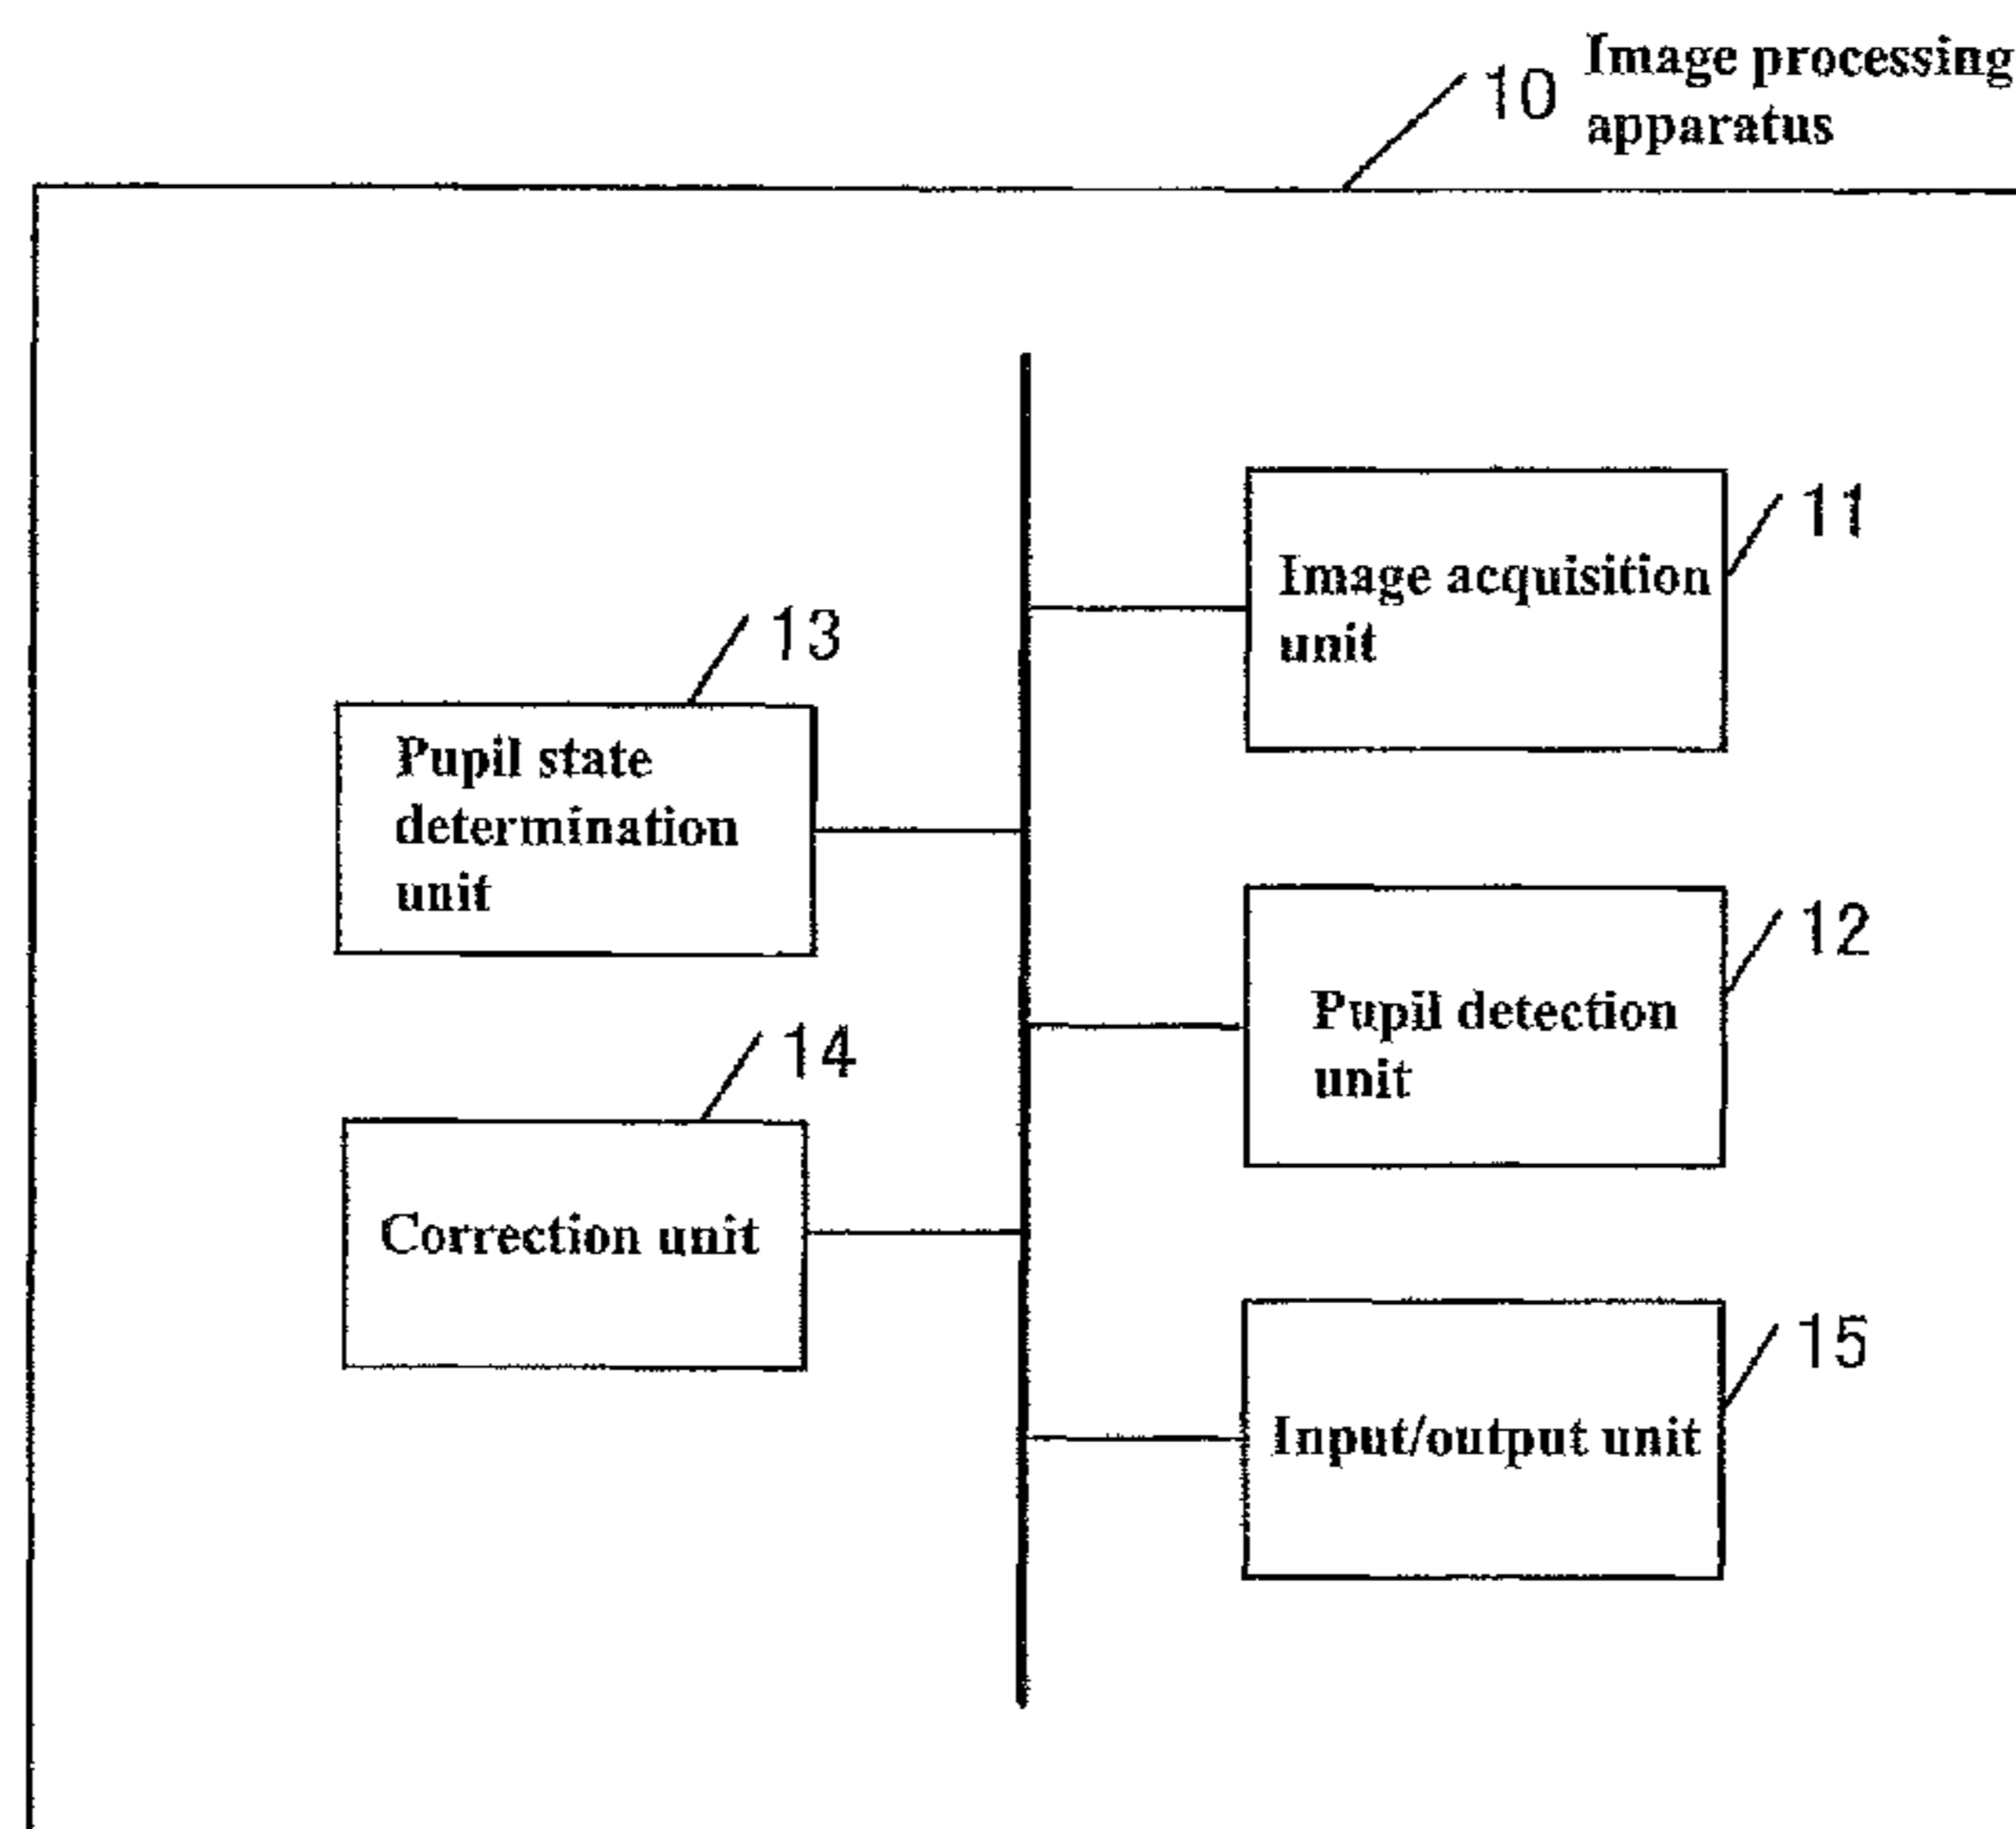 10 Image processing
apparatus
11
Image acquisition
unit
13
Pupil state
determination
unit
12
Pupil detection
unit
14
Correction unit
15
Input/output unit